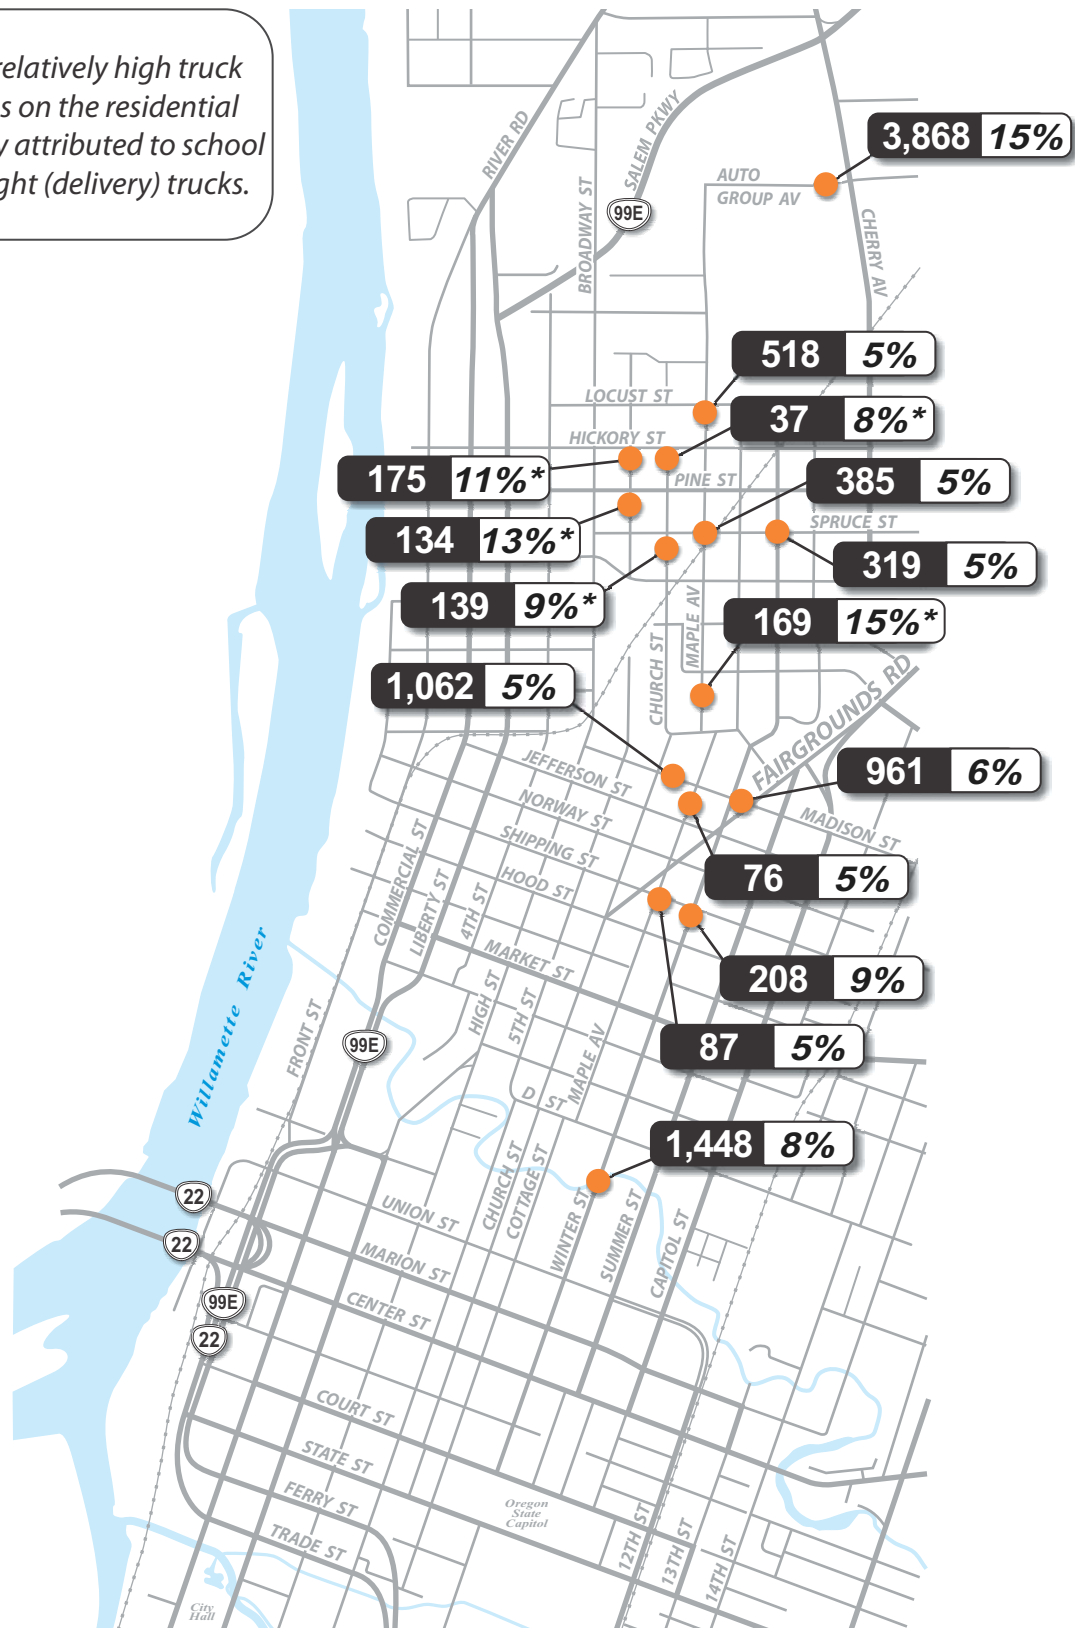 relatively high truck
s on the residential
y attributed to school
ght (delivery) trucks.
3,868 15%
RIVER RD
SALEM PKWY
AUTO
GROUP AV
BROADWAY ST
99E
CHERRY AV
518 5%
LOCUST ST
37 8%*
HICKORY ST
175 11%*
PINE ST
385 5%
134 13%*
SPRUCE ST
319 5%
139 9%*
MAPLE AV
169 15%*
CHURCH ST
1,062 5%
FAIRGROUNDS RD
JEFFERSON ST
961 6%
NORWAY ST
MADISON ST
SHIPPING ST
COMMERCIAL ST
HOOD ST
76 5%
LIBERTY ST
4TH ST
MARKET ST
208 9%
Willamette River
HIGH ST
5TH ST
FRONT ST
99E
87 5%
MAPLE AV
D ST
1,448 8%
CHURCH ST
COTTAGE ST
22
UNION ST
WINTER ST
SUMMER ST
CAPITOL ST
22
MARION ST
99E
CENTER ST
22
COURT ST
STATE ST
FERRY ST
Oregon
State
Capitol
TRADE ST
12TH ST
13TH ST
14TH ST
City
Hall